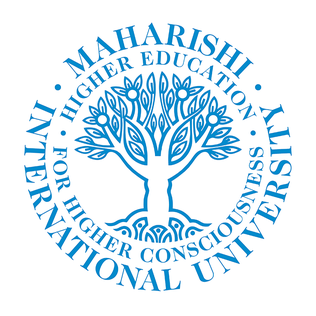 MAHARISHI
INTERNATIONAL UNIVERSITY
HIGHER EDUCATION
FOR HIGHER CONSCIOUSNESS